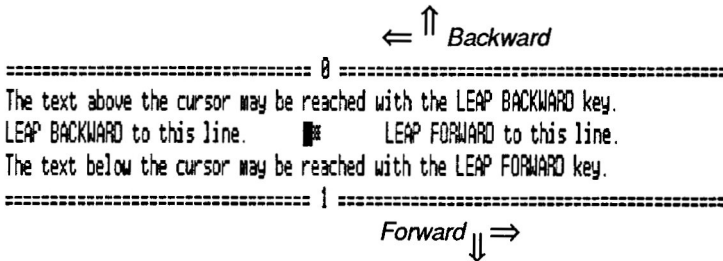 ⇐ ⇑ Backward
================================== 0 ===========================================
The text above the cursor may be reached with the LEAP BACKWARD key.
LEAP BACKWARD to this line. LEAP FORWARD to this line.
The text below the cursor may be reached with the LEAP FORWARD key.
================================== 1 ===========================================
Forward ⇓ ⇒